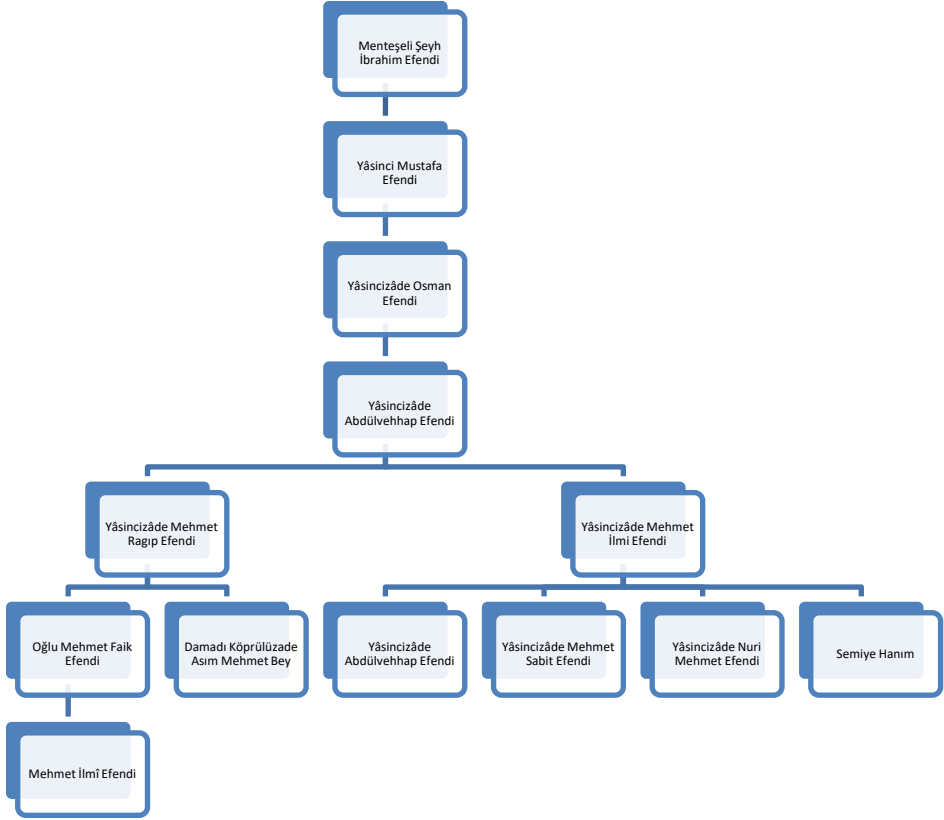 Menteşeli Şeyh
İbrahim Efendi
Yâsinci Mustafa
Efendi
Yâsincizâde Osman
Efendi
Yâsincizâde
Abdülvehhap Efendi
Yâsincizâde Mehmet
Ragıp Efendi
Yâsincizâde Mehmet
İlmi Efendi
Oğlu Mehmet Faik
Efendi
Damadı Köprülüzade
Asım Mehmet Bey
Yâsincizâde
Abdülvehhap Efendi
Yâsincizâde Mehmet
Sabit Efendi
Yâsincizâde Nuri
Mehmet Efendi
Semiye Hanım
Mehmet İlmî Efendi